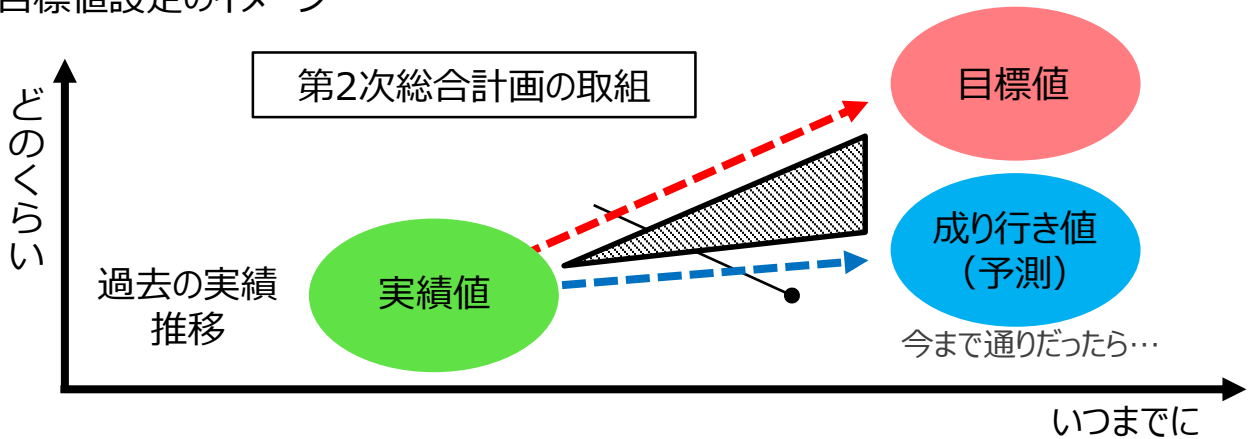 目標値設定のイメージ
第2次総合計画の取組
目標値
どのくらい
成り行き値
(予測)
過去の実績
推移
実績値
今まで通りだったら…
いつまでに